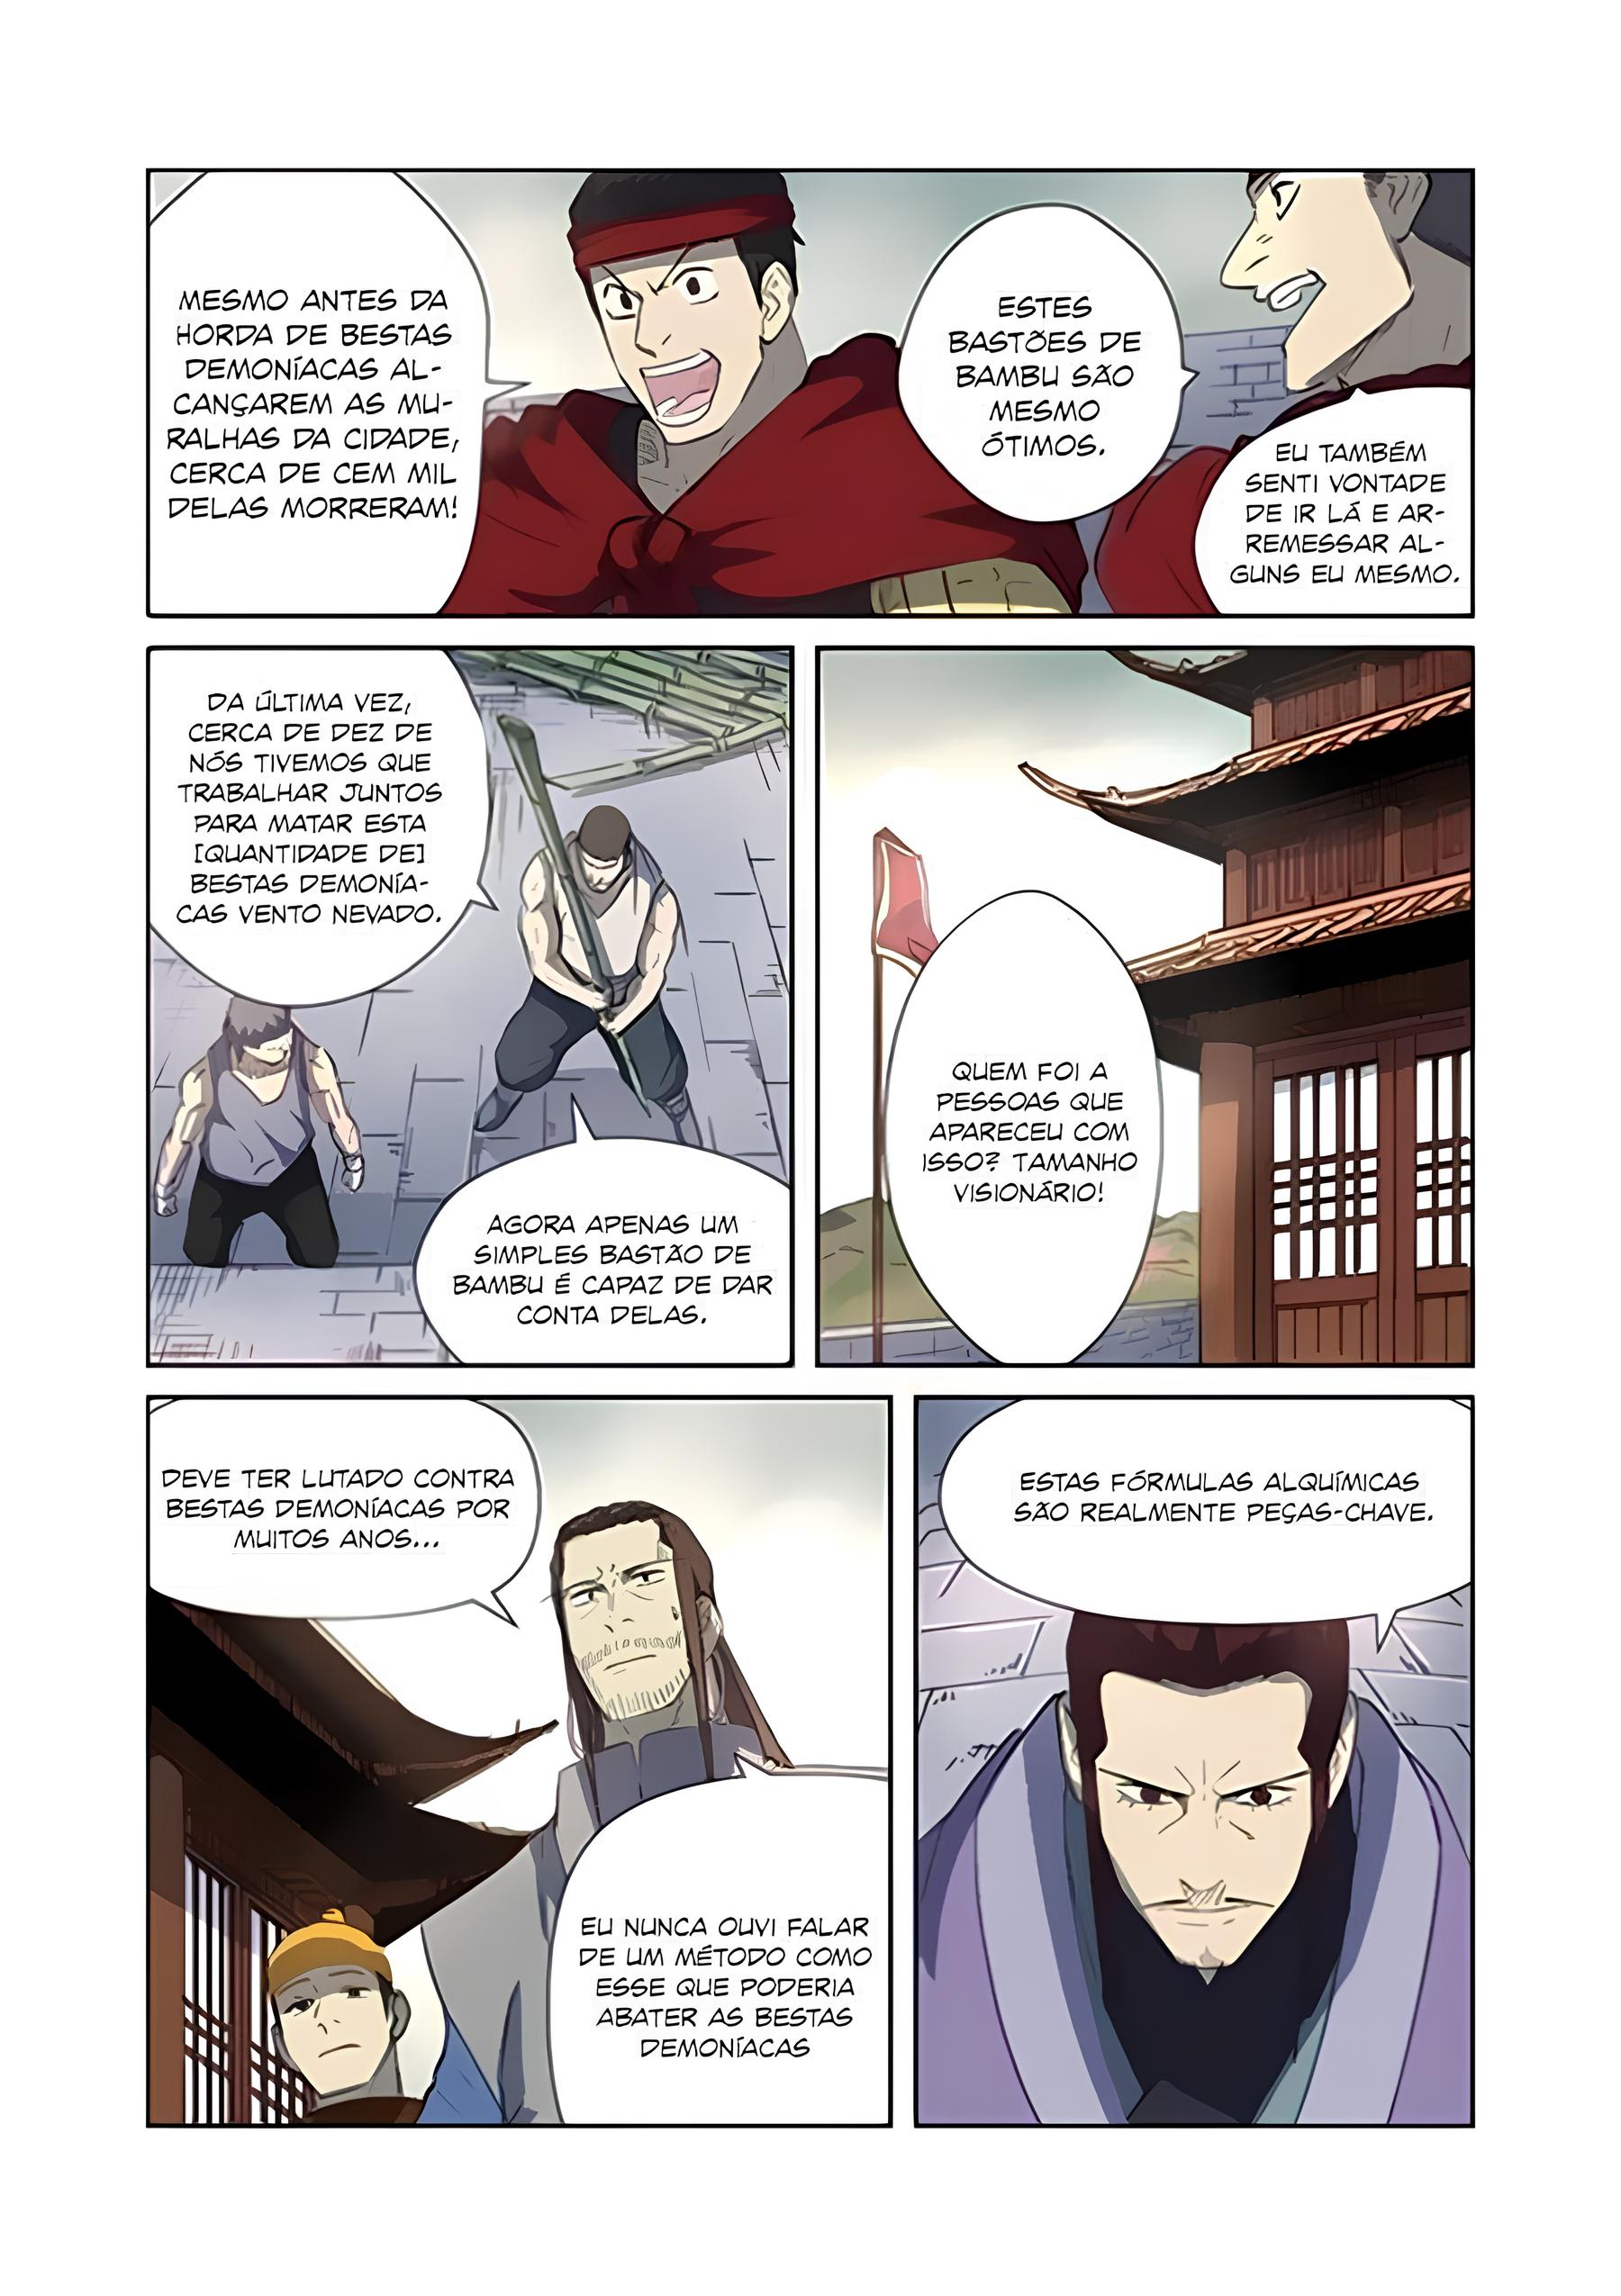 MESMO ANTES DA
HORDA DE BESTAS
DEMONÍACAS AL-
CANÇAREM AS MU-
RALHAS DA CIDADE,
CERCA DE CEM MIL
DELAS MORRERAM!
ESTES
BASTÕES DE
BAMBU SÃO
MESMO
ÓTIMOS.
EU TAMBÉM
SENTI VONTADE
DE IR LÁ E AR-
REMESSAR AL-
GUNS EU MESMO.
DA ÚLTIMA VEZ,
CERCA DE DEZ DE
NÓS TIVEMOS QUE
TRABALHAR JUNTOS
PARA MATAR ESTA
[QUANTIDADE DE]
BESTAS DEMONÍA-
CAS VENTO NEVADO.
AGORA APENAS UM
SIMPLES BASTÃO DE
BAMBU É CAPAZ DE DAR
CONTA DELAS.
QUEM FOI A
PESSOAS QUE
APARECEU COM
ISSO? TAMANHO
VISIONÁRIO!
DEVE TER LUTADO CONTRA
BESTAS DEMONÍACAS POR
MUITOS ANOS...
EU NUNCA OUVI FALAR
DE UM MÉTODO COMO
ESSE QUE PODERIA
ABATER AS BESTAS
DEMONÍACAS
ESTAS FÓRMULAS ALQUÍMICAS
SÃO REALMENTE PEÇAS-CHAVE.